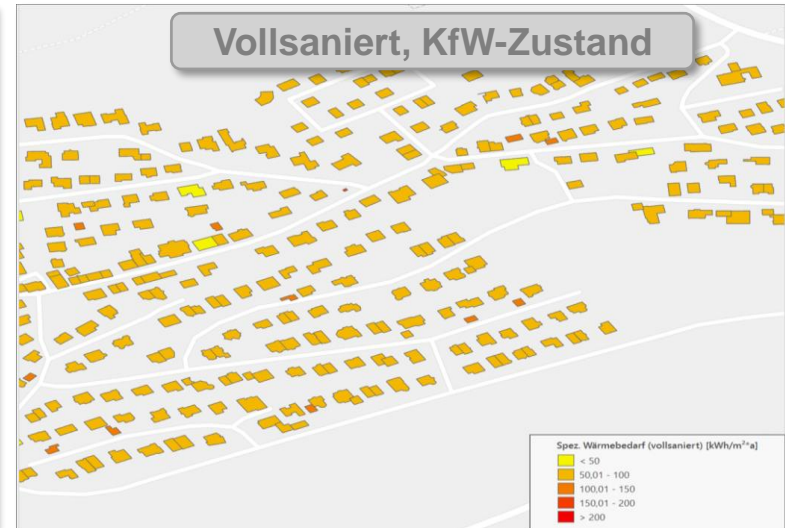 Vollsaniert, KfW-Zustand
Spez. Wärmebedarf (vollsaniert) [kWh/m²*a]
< 50
50,01 - 100
100,01 - 150
150,01 - 200
> 200